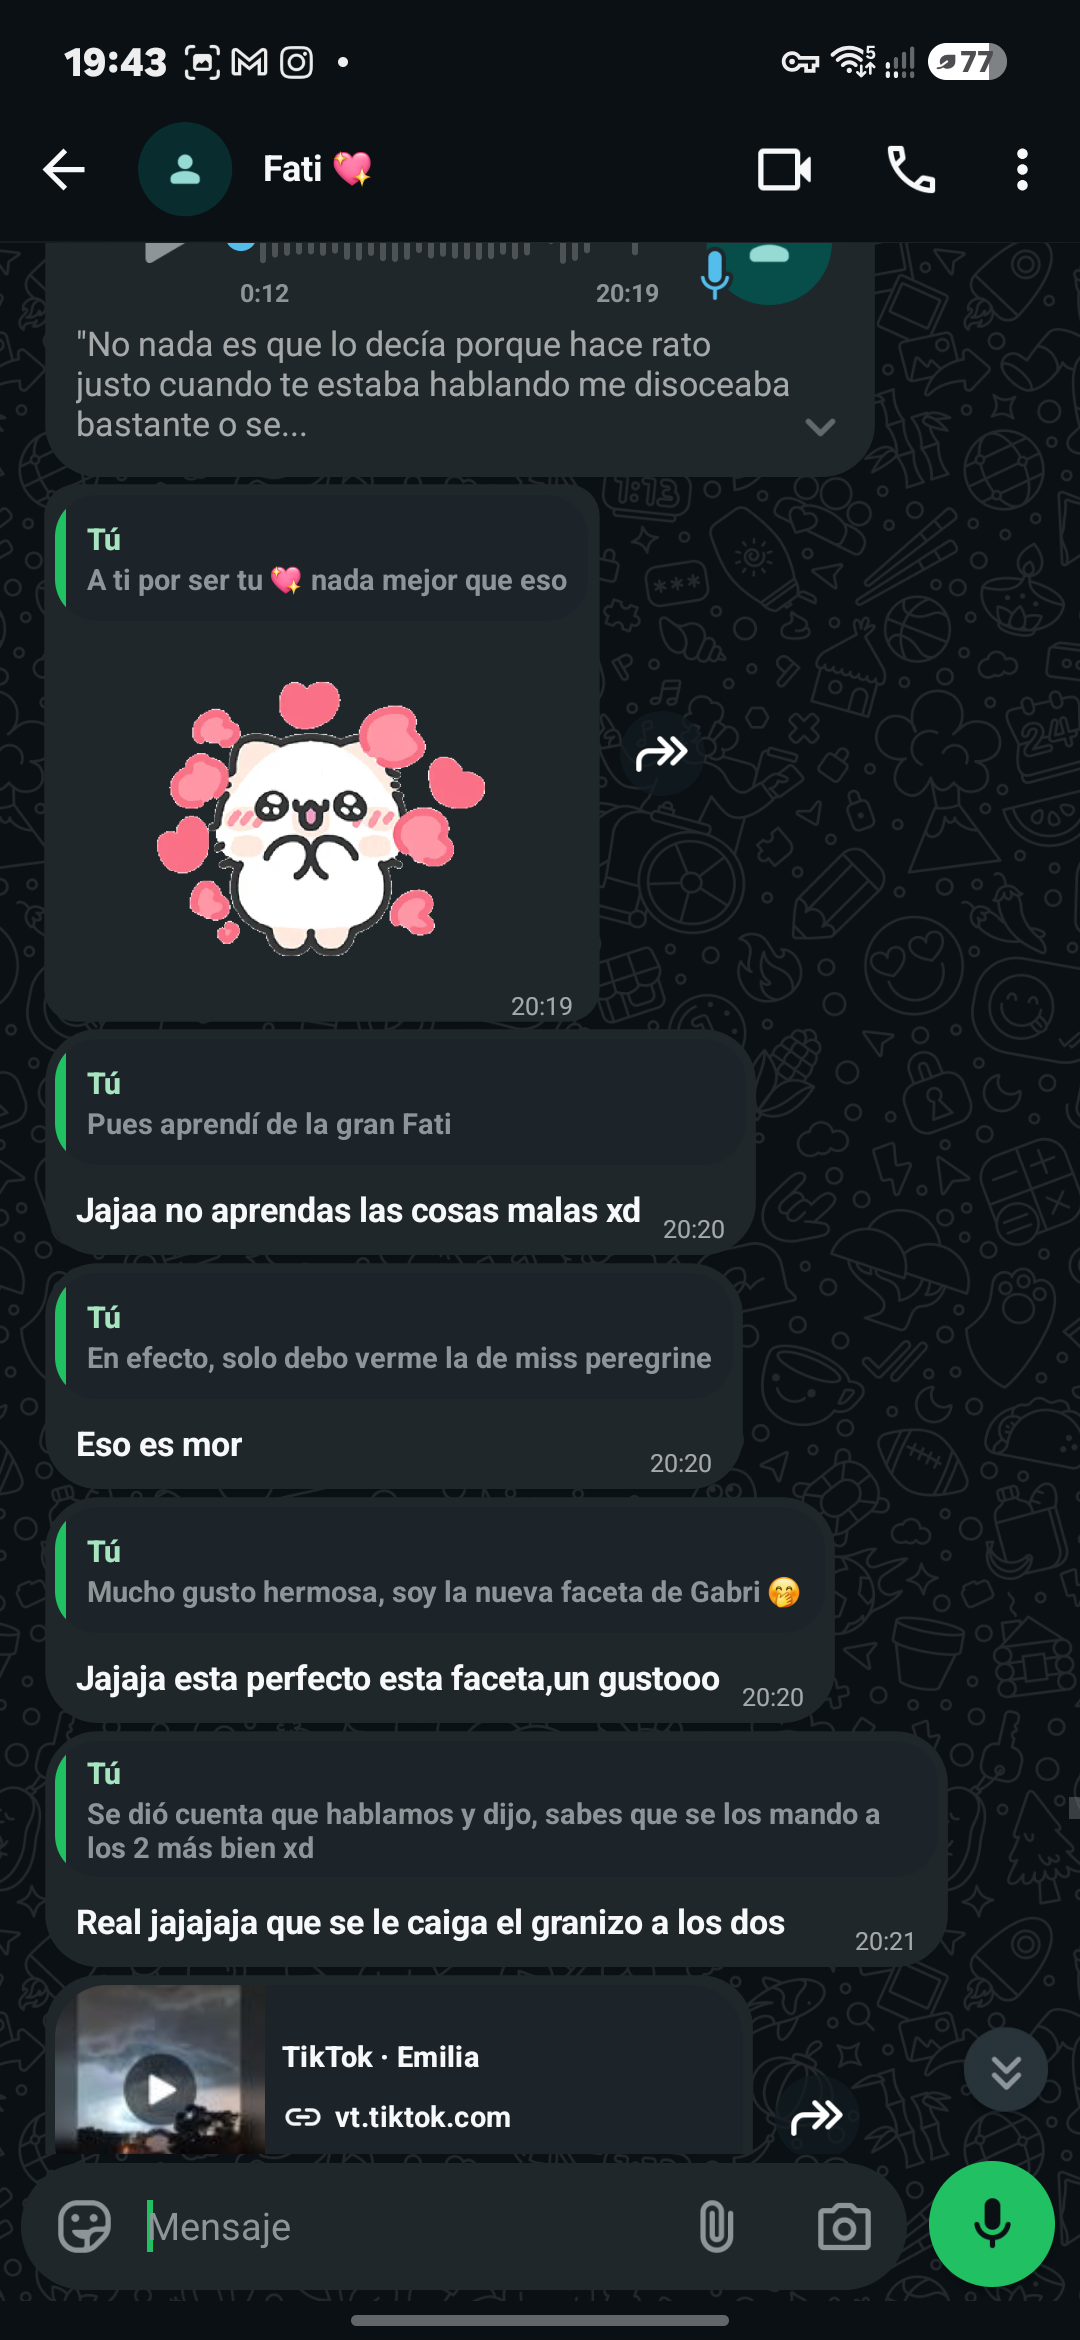 19:43
5
77
Fati 💖
0:12
20:19
"No nada es que lo decía porque hace rato
justo cuando te estaba hablando me disoceaba
bastante o se...
Tú
A ti por ser tu 💖 nada mejor que eso
20:19
Tú
Pues aprendí de la gran Fati
Jajaa no aprendas las cosas malas xd
20:20
Tú
En efecto, solo debo verme la de miss peregrine
Eso es mor
20:20
Tú
Mucho gusto hermosa, soy la nueva faceta de Gabri 🤭
Jajaja esta perfecto esta faceta,un gustooo
20:20
Tú
Se dió cuenta que hablamos y dijo, sabes que se los mando a
los 2 más bien xd
Real jajajaja que se le caiga el granizo a los dos
20:21
TikTok · Emilia
vt.tiktok.com
Mensaje